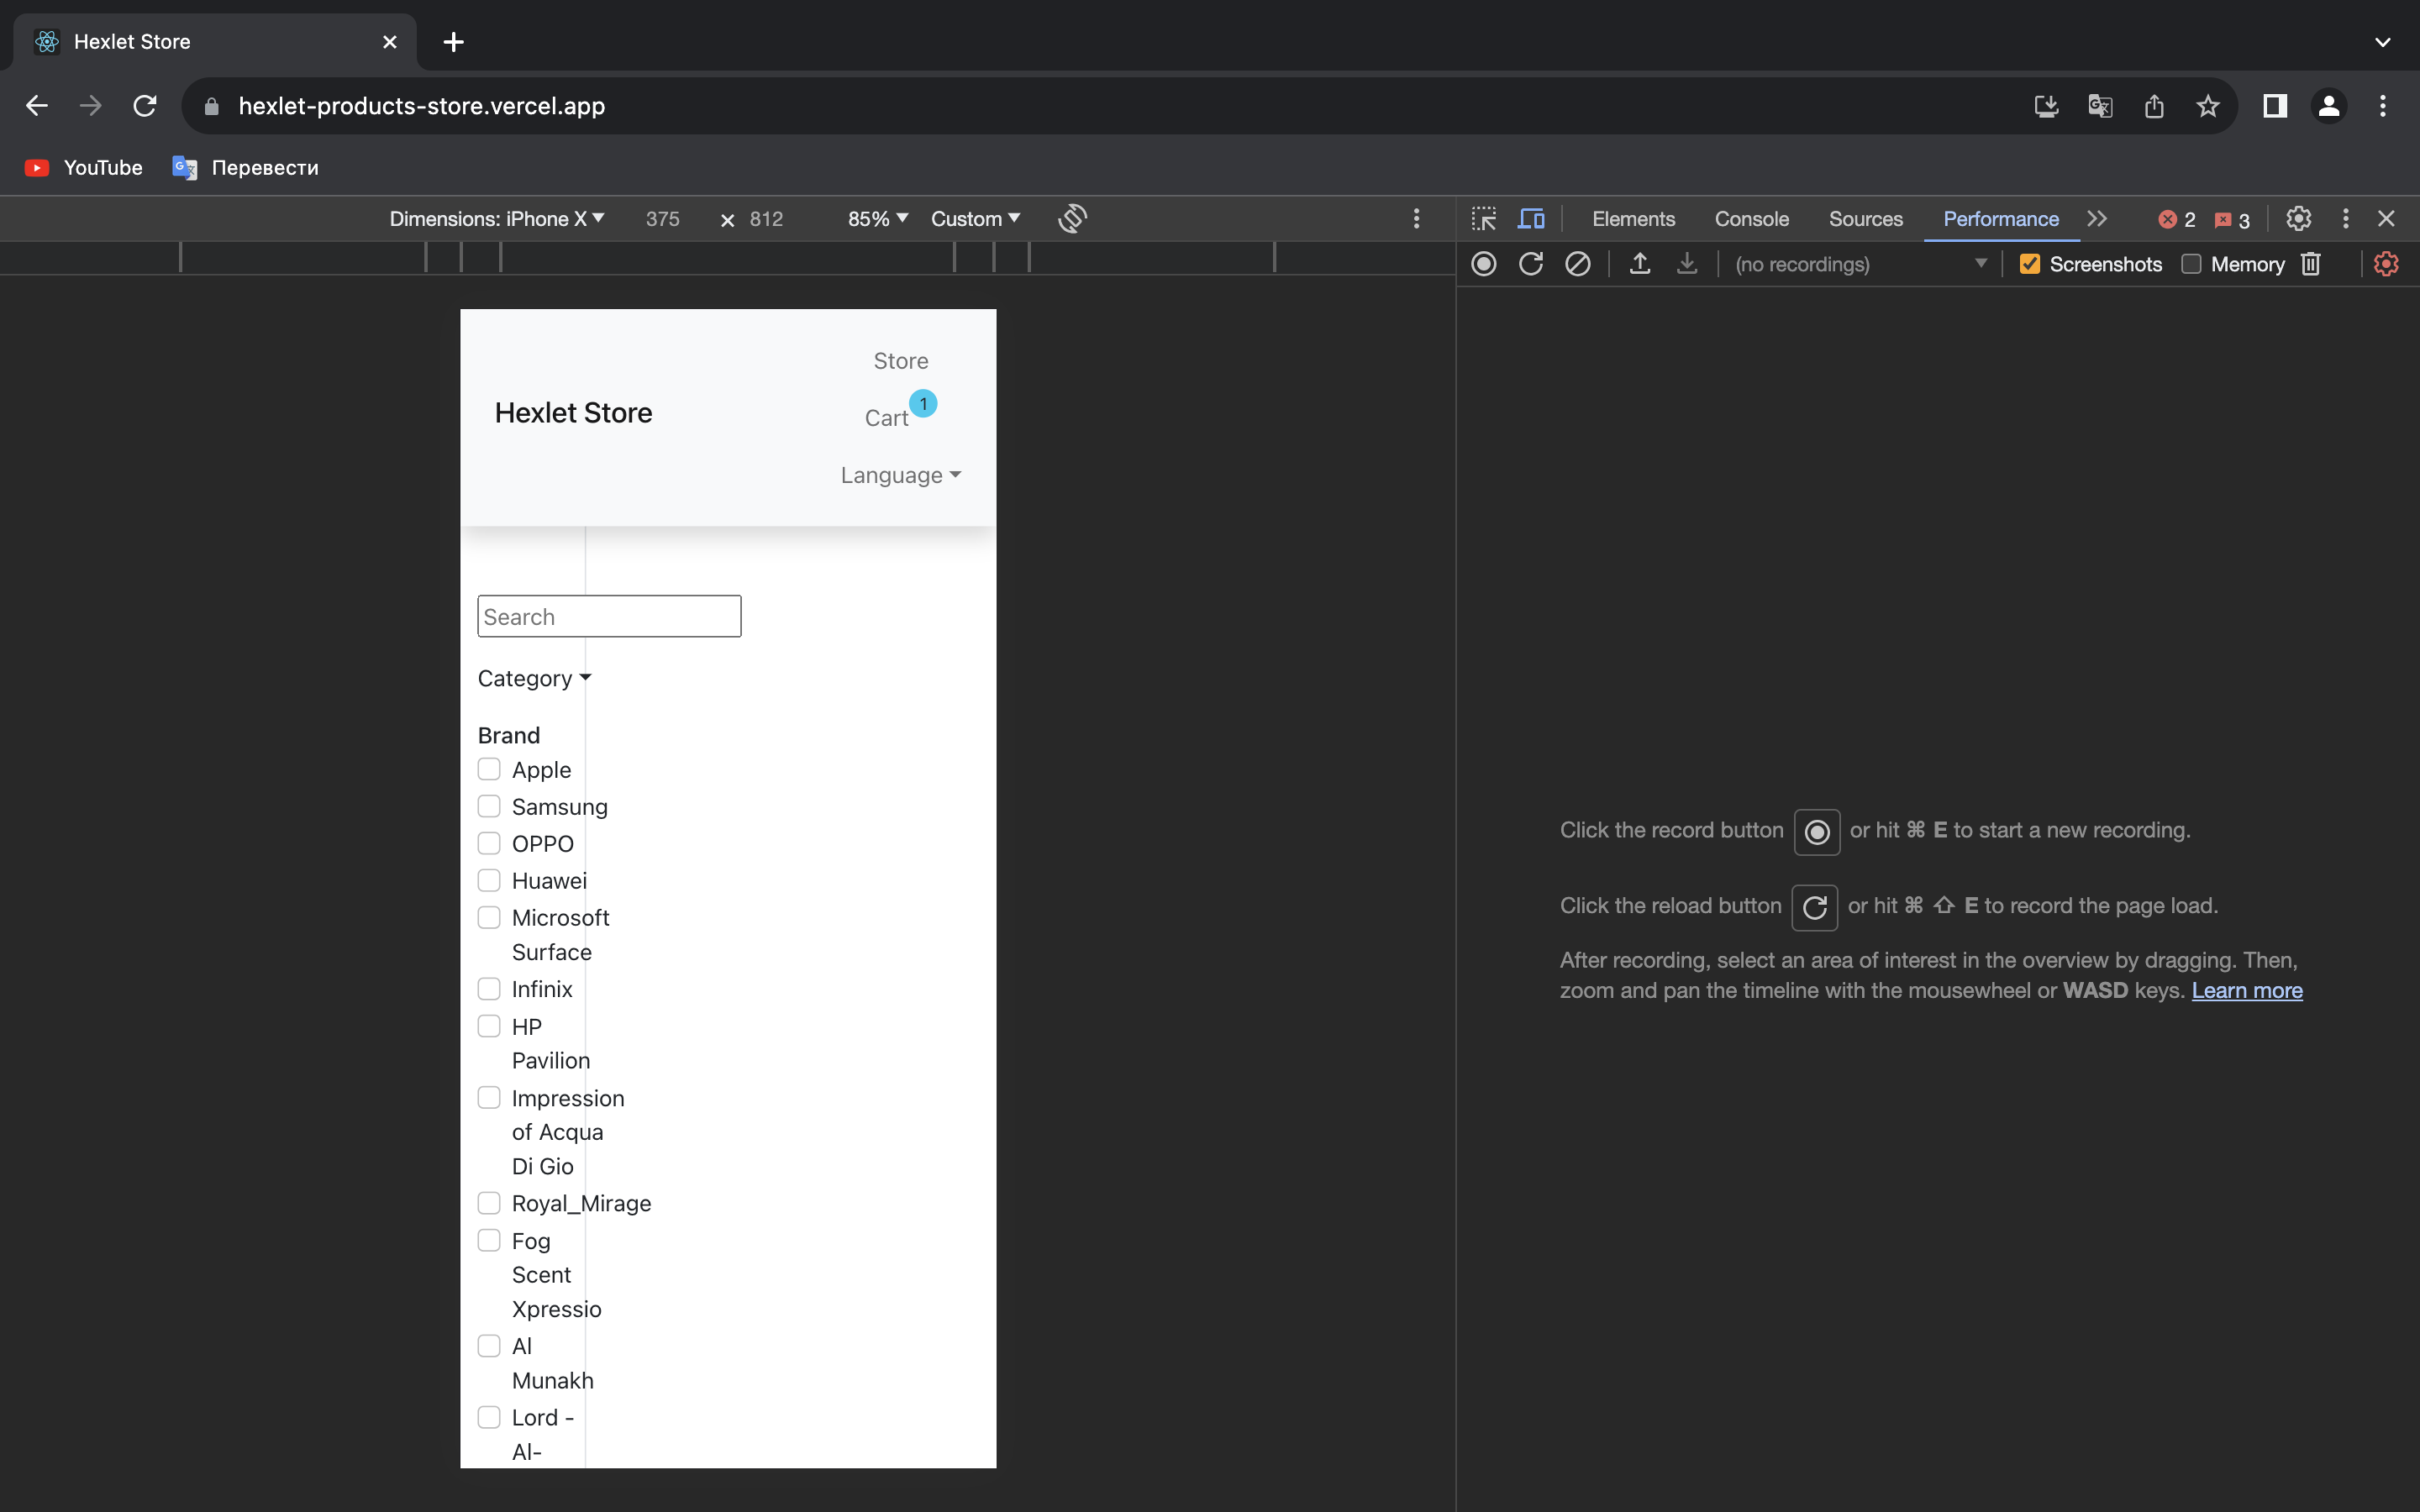 Hexlet Store
hexlet-products-store.vercel.app
YouTube Перевести
Dimensions: iPhone X 375 × 812 85% Custom
Elements Console Sources Performance 2 3
(no recordings) Screenshots Memory
Store
Hexlet Store
Cart 1
Language
Search
Category
Brand
Apple
Samsung
OPPO
Huawei
Microsoft
Surface
Infinix
HP
Pavilion
Impression
of Acqua
Di Gio
Royal_Mirage
Fog
Scent
Xpressio
Al
Munakh
Lord -
Al-
Click the record button or hit ⌘ E to start a new recording.
Click the reload button or hit ⌘ ⇧ E to record the page load.
After recording, select an area of interest in the overview by dragging. Then,
zoom and pan the timeline with the mousewheel or WASD keys. Learn more